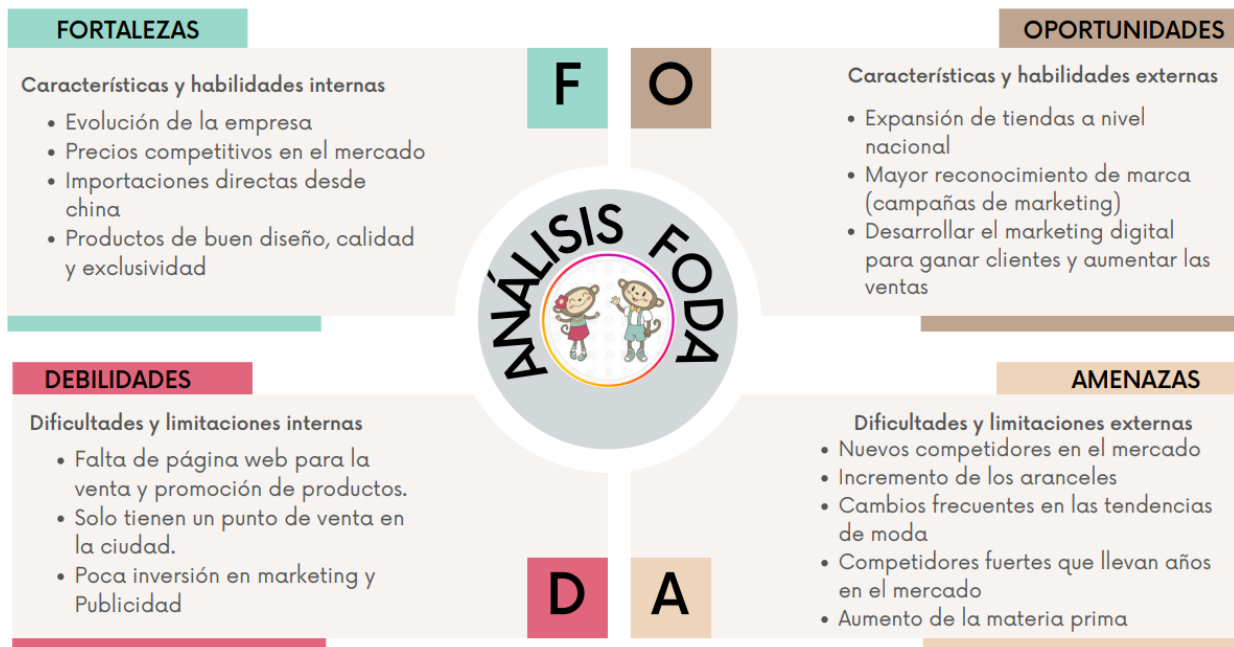 FORTALEZAS
F
Características y habilidades internas
• Evolución de la empresa
• Precios competitivos en el mercado
• Importaciones directas desde
china
• Productos de buen diseño, calidad
y exclusividad
OPORTUNIDADES
O
Características y habilidades externas
• Expansión de tiendas a nivel
nacional
• Mayor reconocimiento de marca
(campañas de marketing)
• Desarrollar el marketing digital
para ganar clientes y aumentar las
ventas
ANÁLISIS FODA
DEBILIDADES
Dificultades y limitaciones internas
• Falta de página web para la
venta y promoción de productos.
• Solo tienen un punto de venta en
la ciudad.
• Poca inversión en marketing y
Publicidad
D
AMENAZAS
Dificultades y limitaciones externas
• Nuevos competidores en el mercado
• Incremento de los aranceles
• Cambios frecuentes en las tendencias
de moda
• Competidores fuertes que llevan años
en el mercado
• Aumento de la materia prima
A